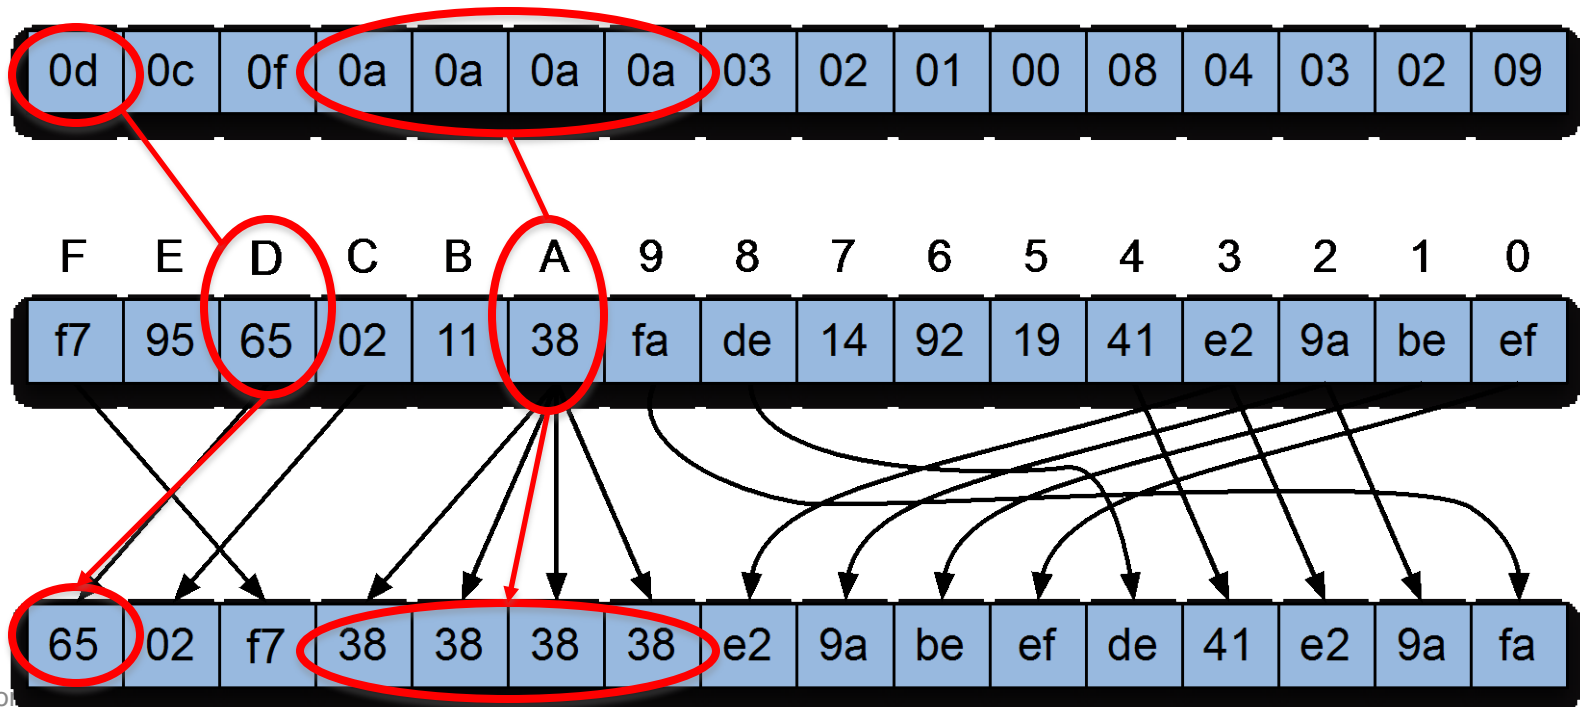 0d 0c 0f 0a 0a 0a 0a 03 02 01 00 08 04 03 02 09
F E D C B A 9 8 7 6 5 4 3 2 1 0
f7 95 65 02 11 38 fa de 14 92 19 41 e2 9a be ef
65 02 f7 38 38 38 38 e2 9a be ef de 41 e2 9a fa